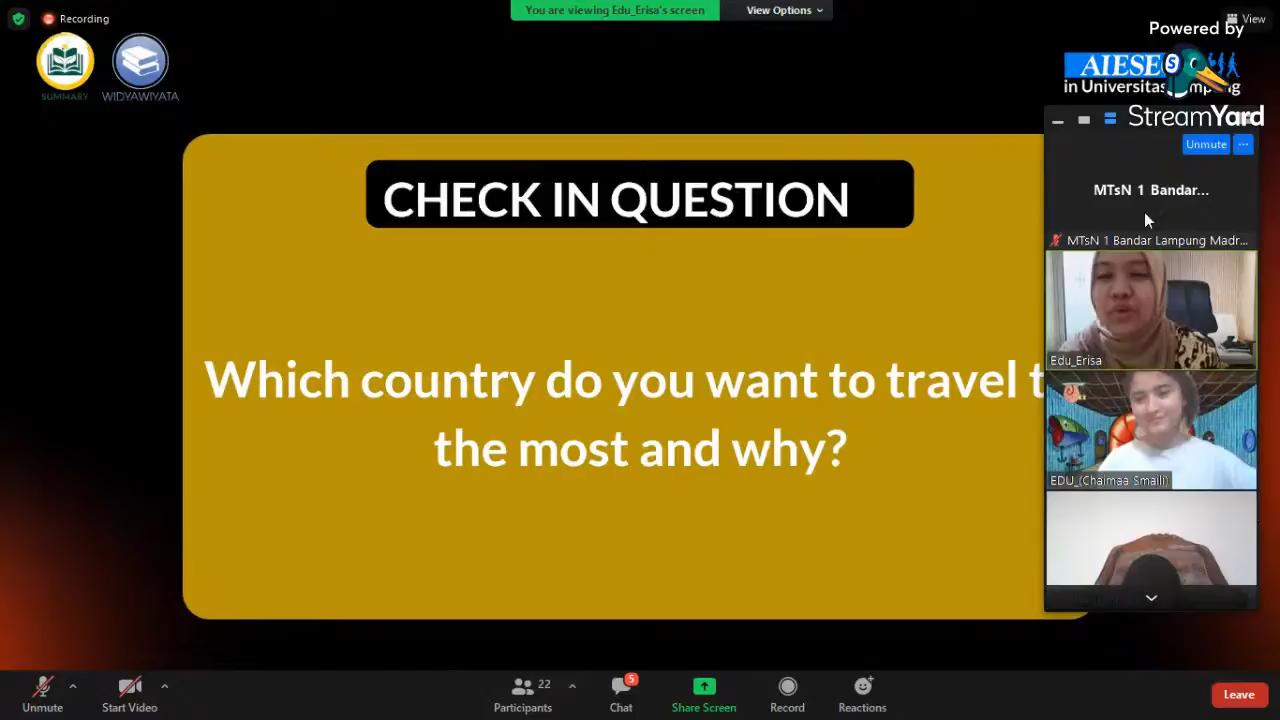 Recording
You are viewing Edu_Erisa's screen
View Options
View
Powered by
SUMMARY
WIDYAWIYATA
AIESEC
in Universitas Lampung
StreamYard
Unmute
...
CHECK IN QUESTION
MTsN 1 Bandar...
MTsN 1 Bandar Lampung Madr...
Which country do you want to travel t
the most and why?
Edu_Erisa
EDU_(Chaimaa Smaili)
Unmute
Start Video
22
Participants
5
Chat
Share Screen
Record
Reactions
Leave